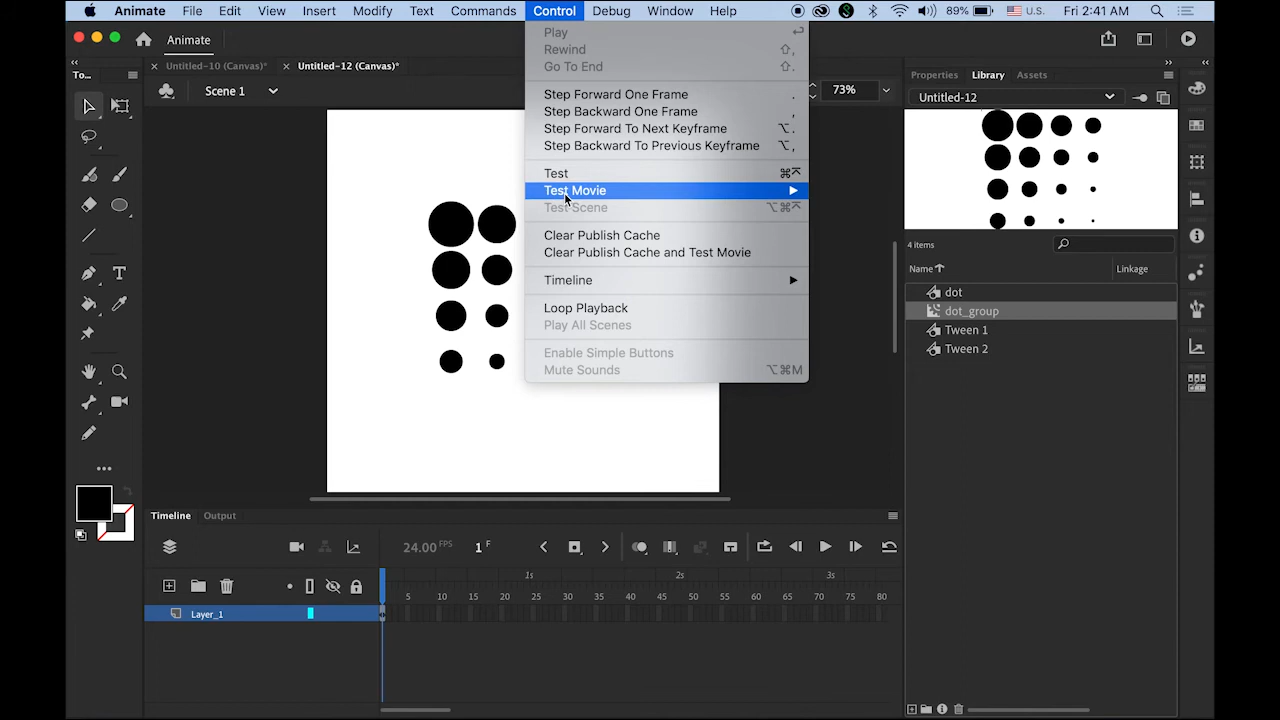 Animate File Edit View Insert Modify Text Commands Control Debug Window Help 89% U.S. Fri 2:41 AM
Animate
To...
Untitled-10 (Canvas)* Untitled-12 (Canvas)*
Scene 1
73%
Play
Rewind ⇧,
Go To End ⇧.
Step Forward One Frame .
Step Backward One Frame ,
Step Forward To Next Keyframe ⌥.
Step Backward To Previous Keyframe ⌥,
Test ⌘⌤
Test Movie
Test Scene ⌥⌘⌤
Clear Publish Cache
Clear Publish Cache and Test Movie
Timeline
Loop Playback
Play All Scenes
Enable Simple Buttons
Mute Sounds ⌥⌘M
Properties Library Assets
Untitled-12
4 items
Name Linkage
dot
dot_group
Tween 1
Tween 2
Timeline Output
24.00 FPS 1 F
1s 2s 3s
5 10 15 20 25 30 35 40 45 50 55 60 65 70 75 80
Layer_1